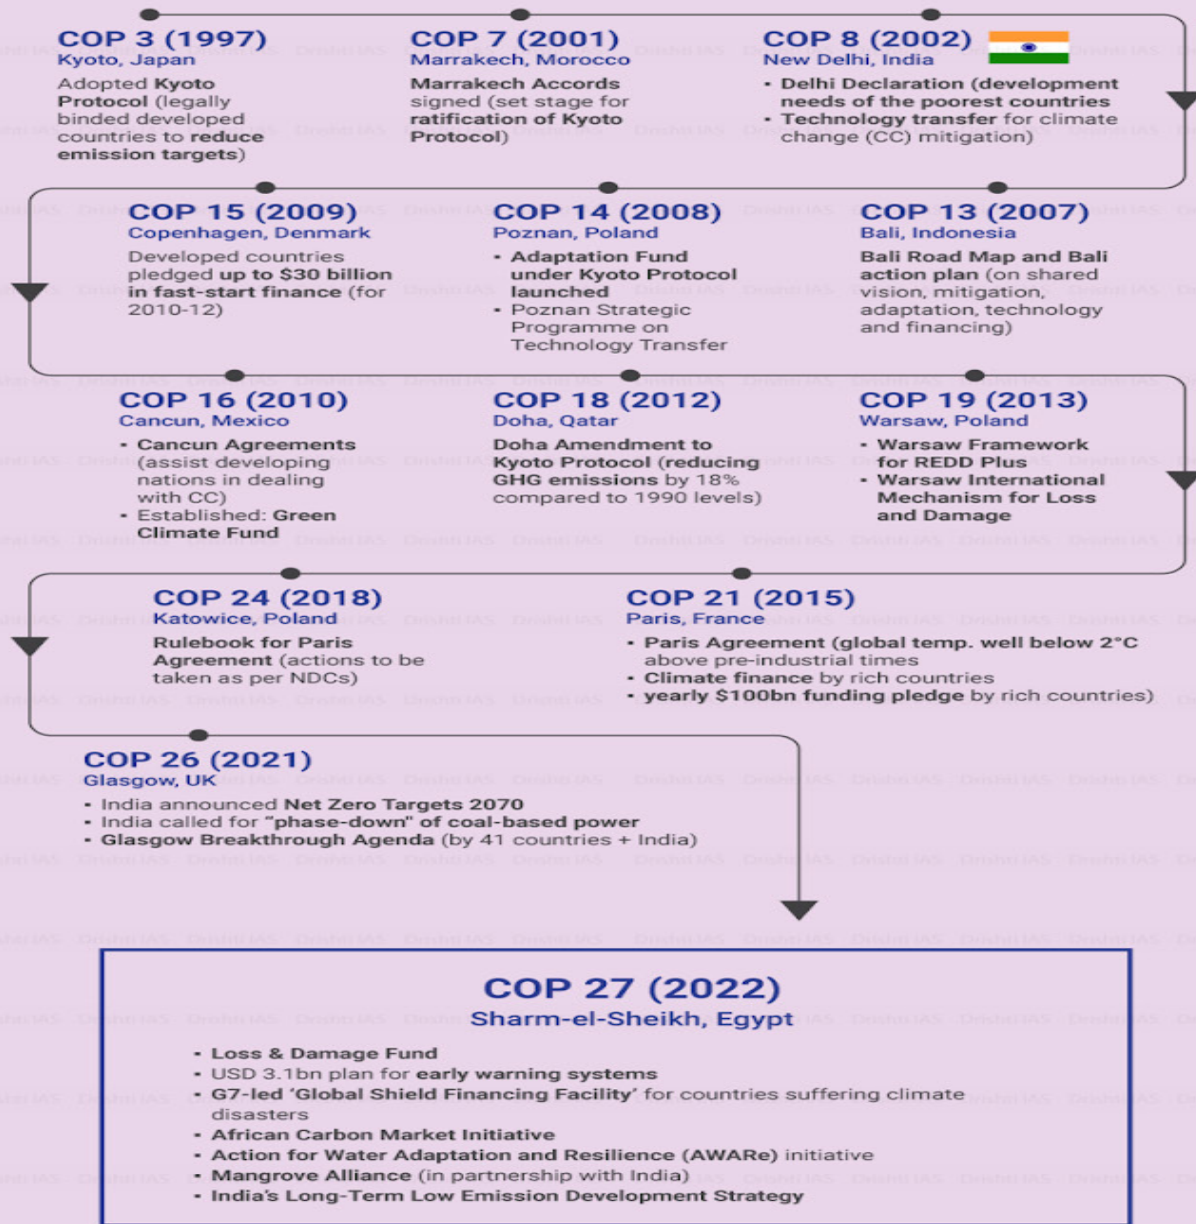 COP 3 (1997)
Kyoto, Japan
Adopted Kyoto
Protocol (legally
binded developed
countries to reduce
emission targets)
COP 7 (2001)
Marrakech, Morocco
Marrakech Accords
signed (set stage for
ratification of Kyoto
Protocol)
COP 8 (2002)
New Delhi, India
• Delhi Declaration (development
needs of the poorest countries
• Technology transfer for climate
change (CC) mitigation)
COP 15 (2009)
Copenhagen, Denmark
Developed countries
pledged up to $30 billion
in fast-start finance (for
2010-12)
COP 14 (2008)
Poznan, Poland
• Adaptation Fund
under Kyoto Protocol
launched
• Poznan Strategic
Programme on
Technology Transfer
COP 13 (2007)
Bali, Indonesia
Bali Road Map and Bali
action plan (on shared
vision, mitigation,
adaptation, technology
and financing)
COP 16 (2010)
Cancun, Mexico
• Cancun Agreements
(assist developing
nations in dealing
with CC)
• Established: Green
Climate Fund
COP 18 (2012)
Doha, Qatar
Doha Amendment to
Kyoto Protocol (reducing
GHG emissions by 18%
compared to 1990 levels)
COP 19 (2013)
Warsaw, Poland
• Warsaw Framework
for REDD Plus
• Warsaw International
Mechanism for Loss
and Damage
COP 24 (2018)
Katowice, Poland
Rulebook for Paris
Agreement (actions to be
taken as per NDCs)
COP 21 (2015)
Paris, France
• Paris Agreement (global temp. well below 2°C
above pre-industrial times
• Climate finance by rich countries
• yearly $100bn funding pledge by rich countries)
COP 26 (2021)
Glasgow, UK
• India announced Net Zero Targets 2070
• India called for "phase-down" of coal-based power
• Glasgow Breakthrough Agenda (by 41 countries + India)
COP 27 (2022)
Sharm-el-Sheikh, Egypt
• Loss & Damage Fund
• USD 3.1bn plan for early warning systems
• G7-led ‘Global Shield Financing Facility’ for countries suffering climate
disasters
• African Carbon Market Initiative
• Action for Water Adaptation and Resilience (AWARe) initiative
• Mangrove Alliance (in partnership with India)
• India's Long-Term Low Emission Development Strategy